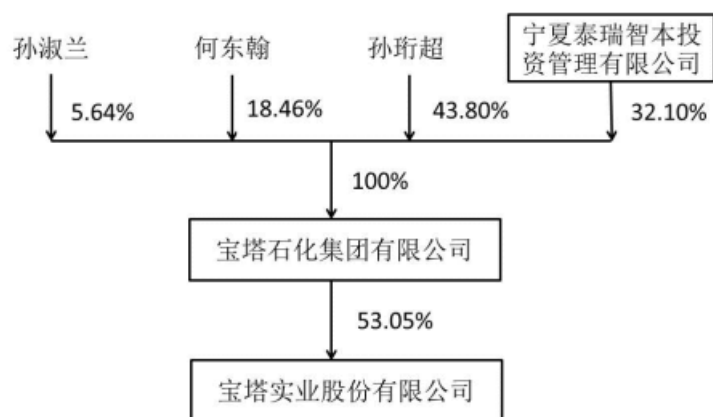 孙淑兰
何东翰
孙珩超
宁夏泰瑞智本投
资管理有限公司
5.64%
18.46%
43.80%
32.10%
100%
宝塔石化集团有限公司
53.05%
宝塔实业股份有限公司